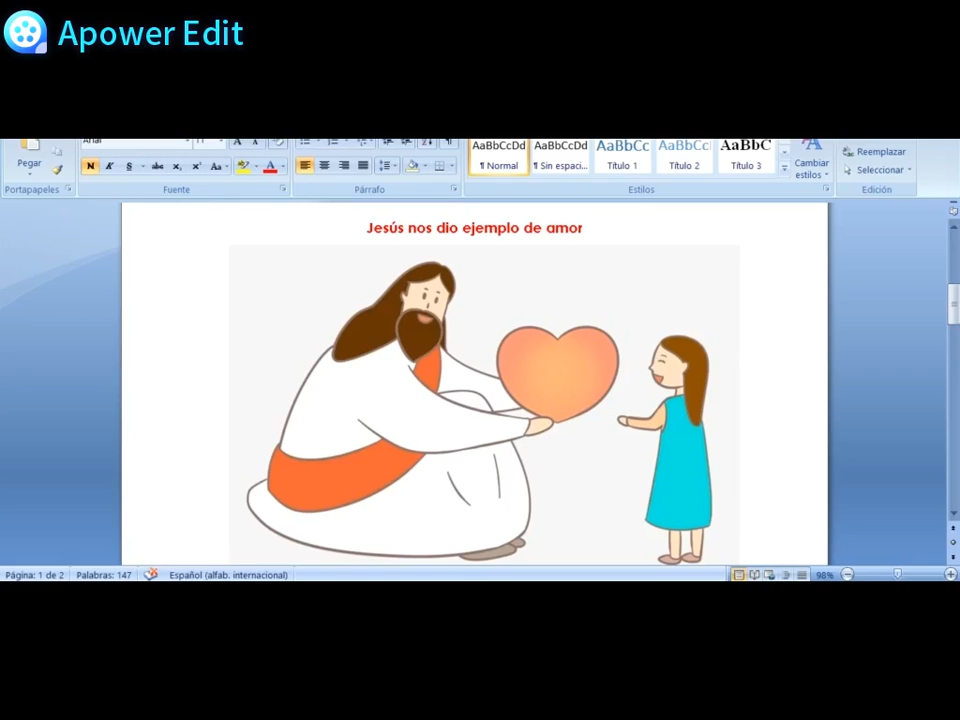 Apower Edit
Arial
Pegar
Portapapeles
N A S abc x x Aa A
Fuente
Párrafo
AaBbCcDd AaBbCcDd AaBbCc AaBbCc AaBbC
¶ Normal ¶ Sin espaci... Título 1 Título 2 Título 3
Cambiar estilos
Estilos
Reemplazar
Seleccionar
Edición
Jesús nos dio ejemplo de amor
Página: 1 de 2 Palabras: 147 Español (alfab. internacional) 98%